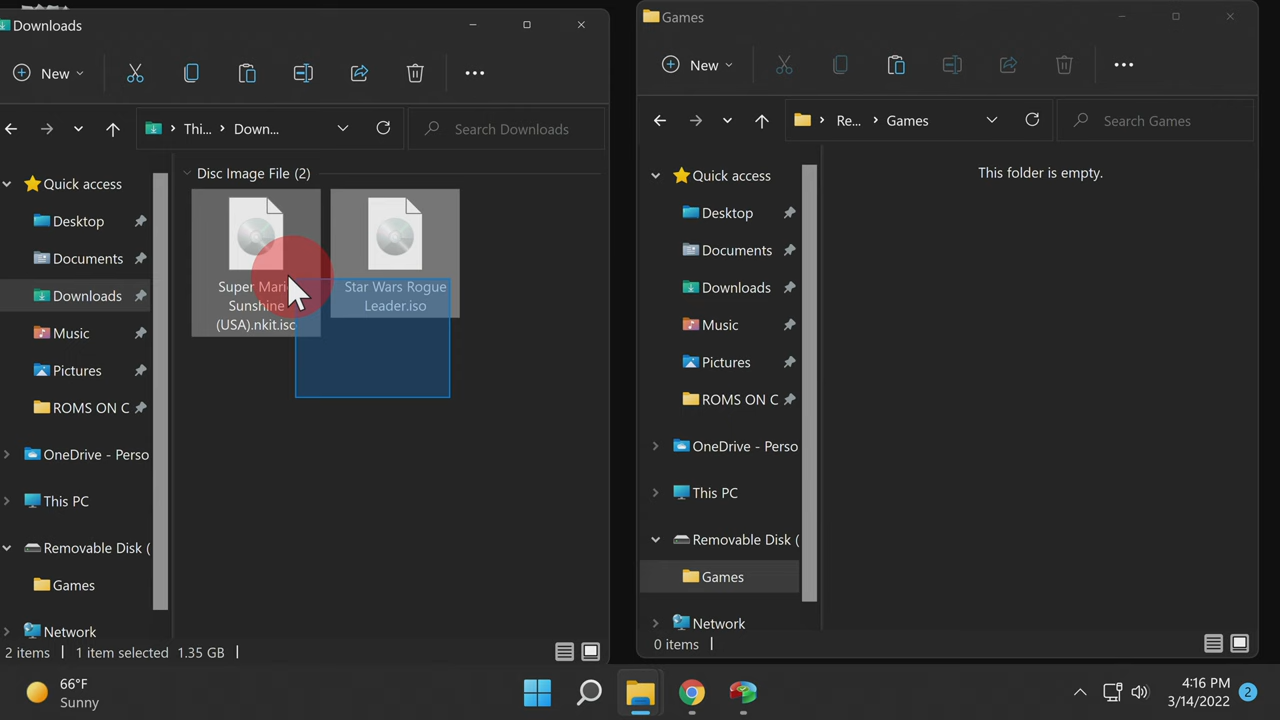 Downloads
New
Thi... > Down...
Search Downloads
Quick access
Desktop
Documents
Downloads
Music
Pictures
ROMS ON C
OneDrive - Perso
This PC
Removable Disk (
Games
Network
Disc Image File (2)
Super Mari
Sunshine
(USA).nkit.iso
Star Wars Rogue
Leader.iso
2 items
1 item selected 1.35 GB
Games
New
Re... > Games
Search Games
Quick access
Desktop
Documents
Downloads
Music
Pictures
ROMS ON C
OneDrive - Perso
This PC
Removable Disk (
Games
Network
This folder is empty.
0 items
66°F
Sunny
4:16 PM
3/14/2022
2